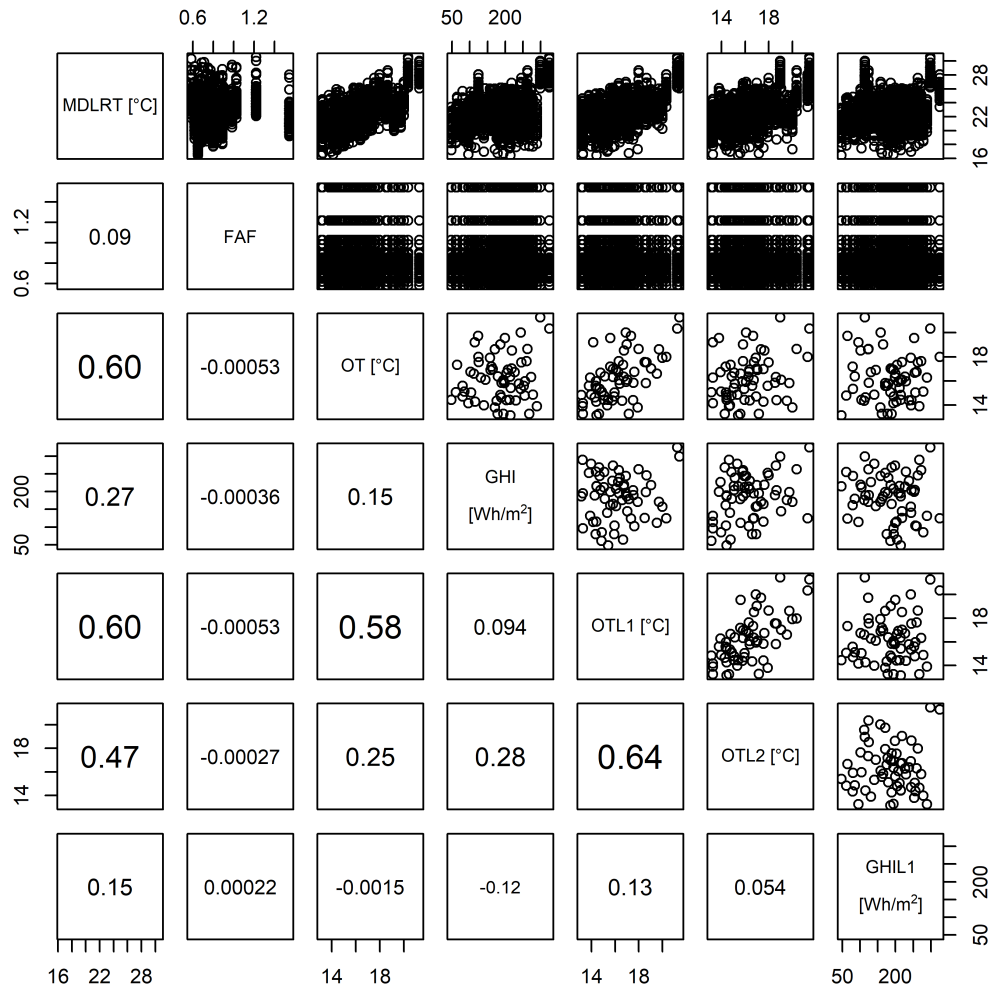 0.6 1.2 50 200 14 18
MDLRT [°C]
16 22 28
0.6 1.2
0.09 FAF
0.60 -0.00053 OT [°C]
14 18
50 200
0.27 -0.00036 0.15 GHI
[Wh/m²]
0.60 -0.00053 0.58 0.094 OTL1 [°C]
14 18
14 18
0.47 -0.00027 0.25 0.28 0.64 OTL2 [°C]
0.15 0.00022 -0.0015 -0.12 0.13 0.054 GHIL1
[Wh/m²]
50 200
16 22 28 14 18 14 18 50 200